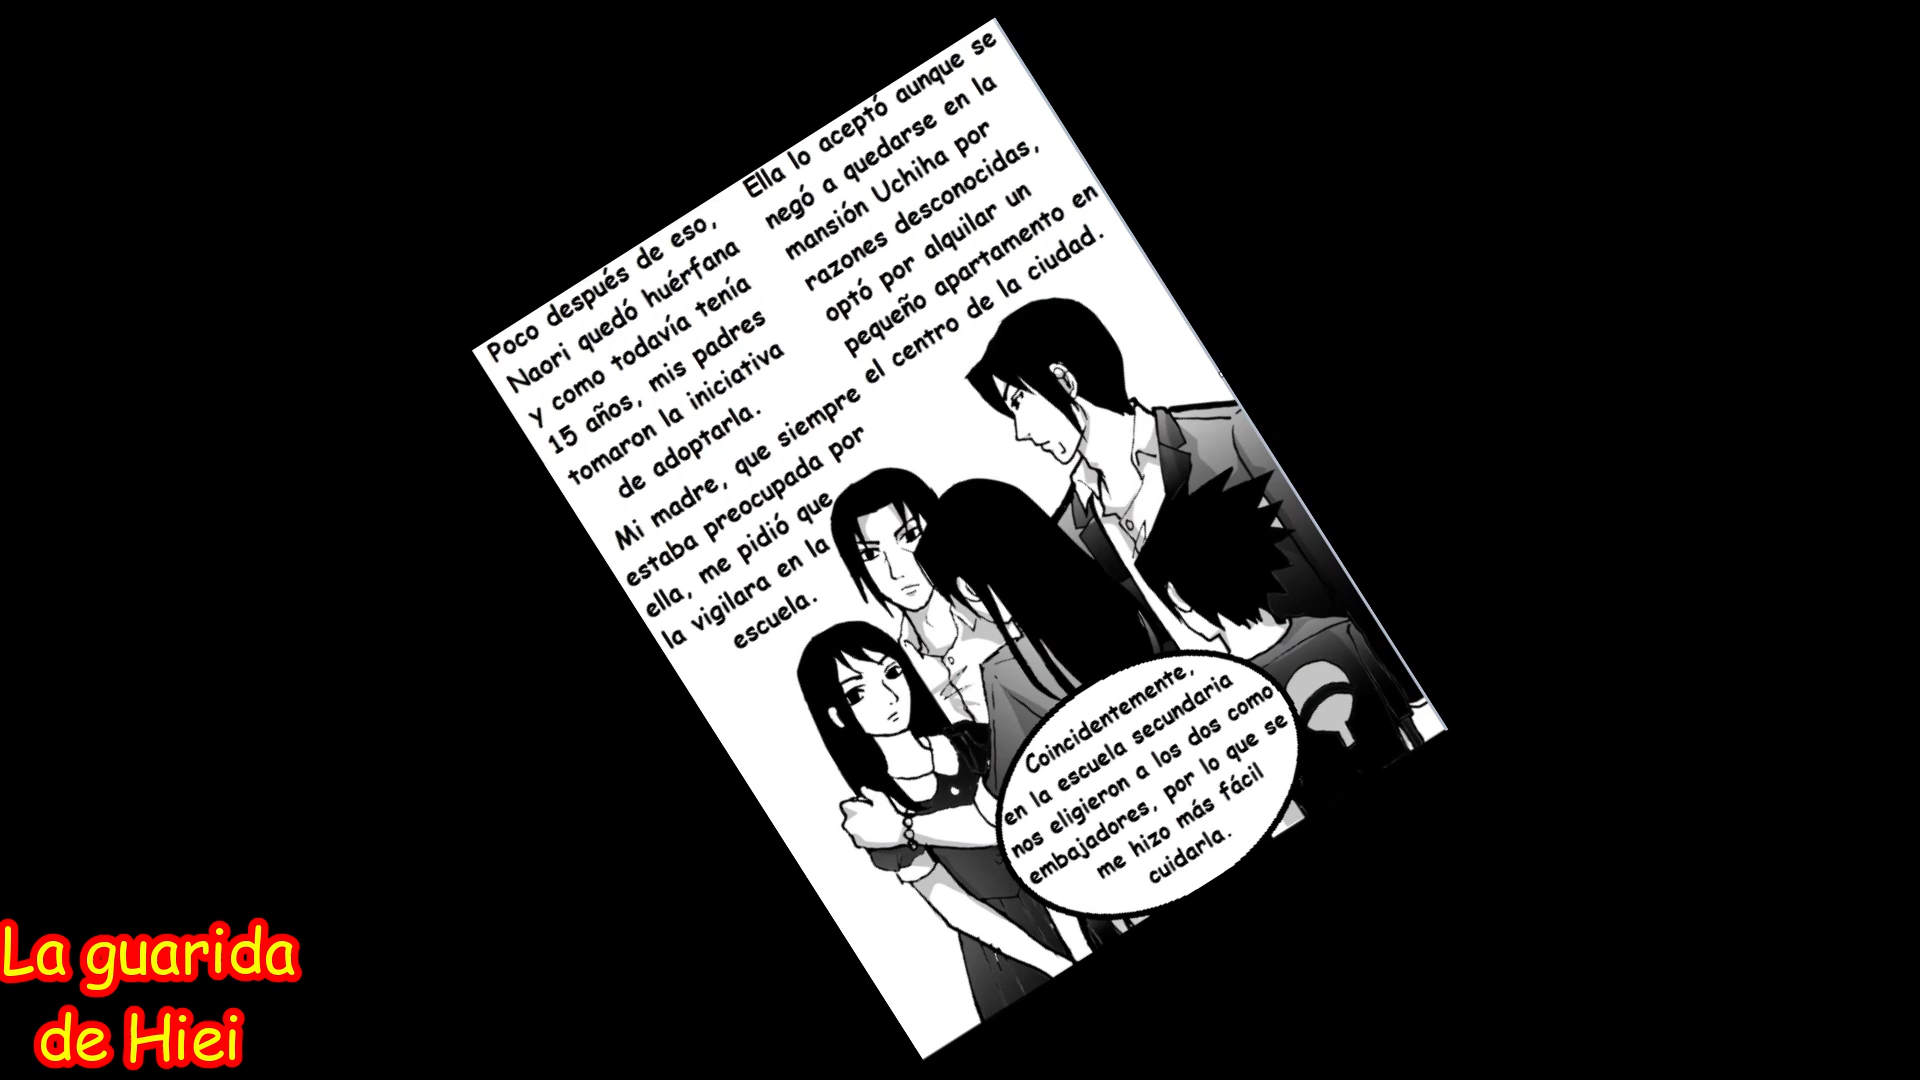 Poco después de eso,
Naori quedó huérfana
y como todavía tenía
15 años, mis padres
tomaron la iniciativa
de adoptarla.
Ella lo aceptó aunque se
negó a quedarse en la
mansión Uchiha por
razones desconocidas,
optó por alquilar un
pequeño apartamento en
el centro de la ciudad.
Mi madre, que siempre
estaba preocupada por
ella, me pidió que
la vigilara en la
escuela.
Coincidentemente,
en la escuela secundaria
nos eligieron a los dos como
embajadores, por lo que se
me hizo más fácil
cuidarla.
La guarida
de Hiei